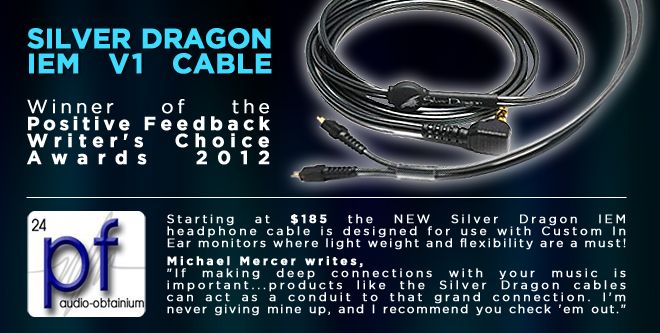 SILVER DRAGON
IEM V1 CABLE
Winner of the
Positive Feedback
Writer's Choice
Awards 2012
Silver Dragon
24
pf
audio-obtainium
Starting at $185 the NEW Silver Dragon IEM
headphone cable is designed for use with Custom In
Ear monitors where light weight and flexibility are a must!
Michael Mercer writes,
"If making deep connections with your music is
important...products like the Silver Dragon cables
can act as a conduit to that grand connection. I'm
never giving mine up, and I recommend you check 'em out."